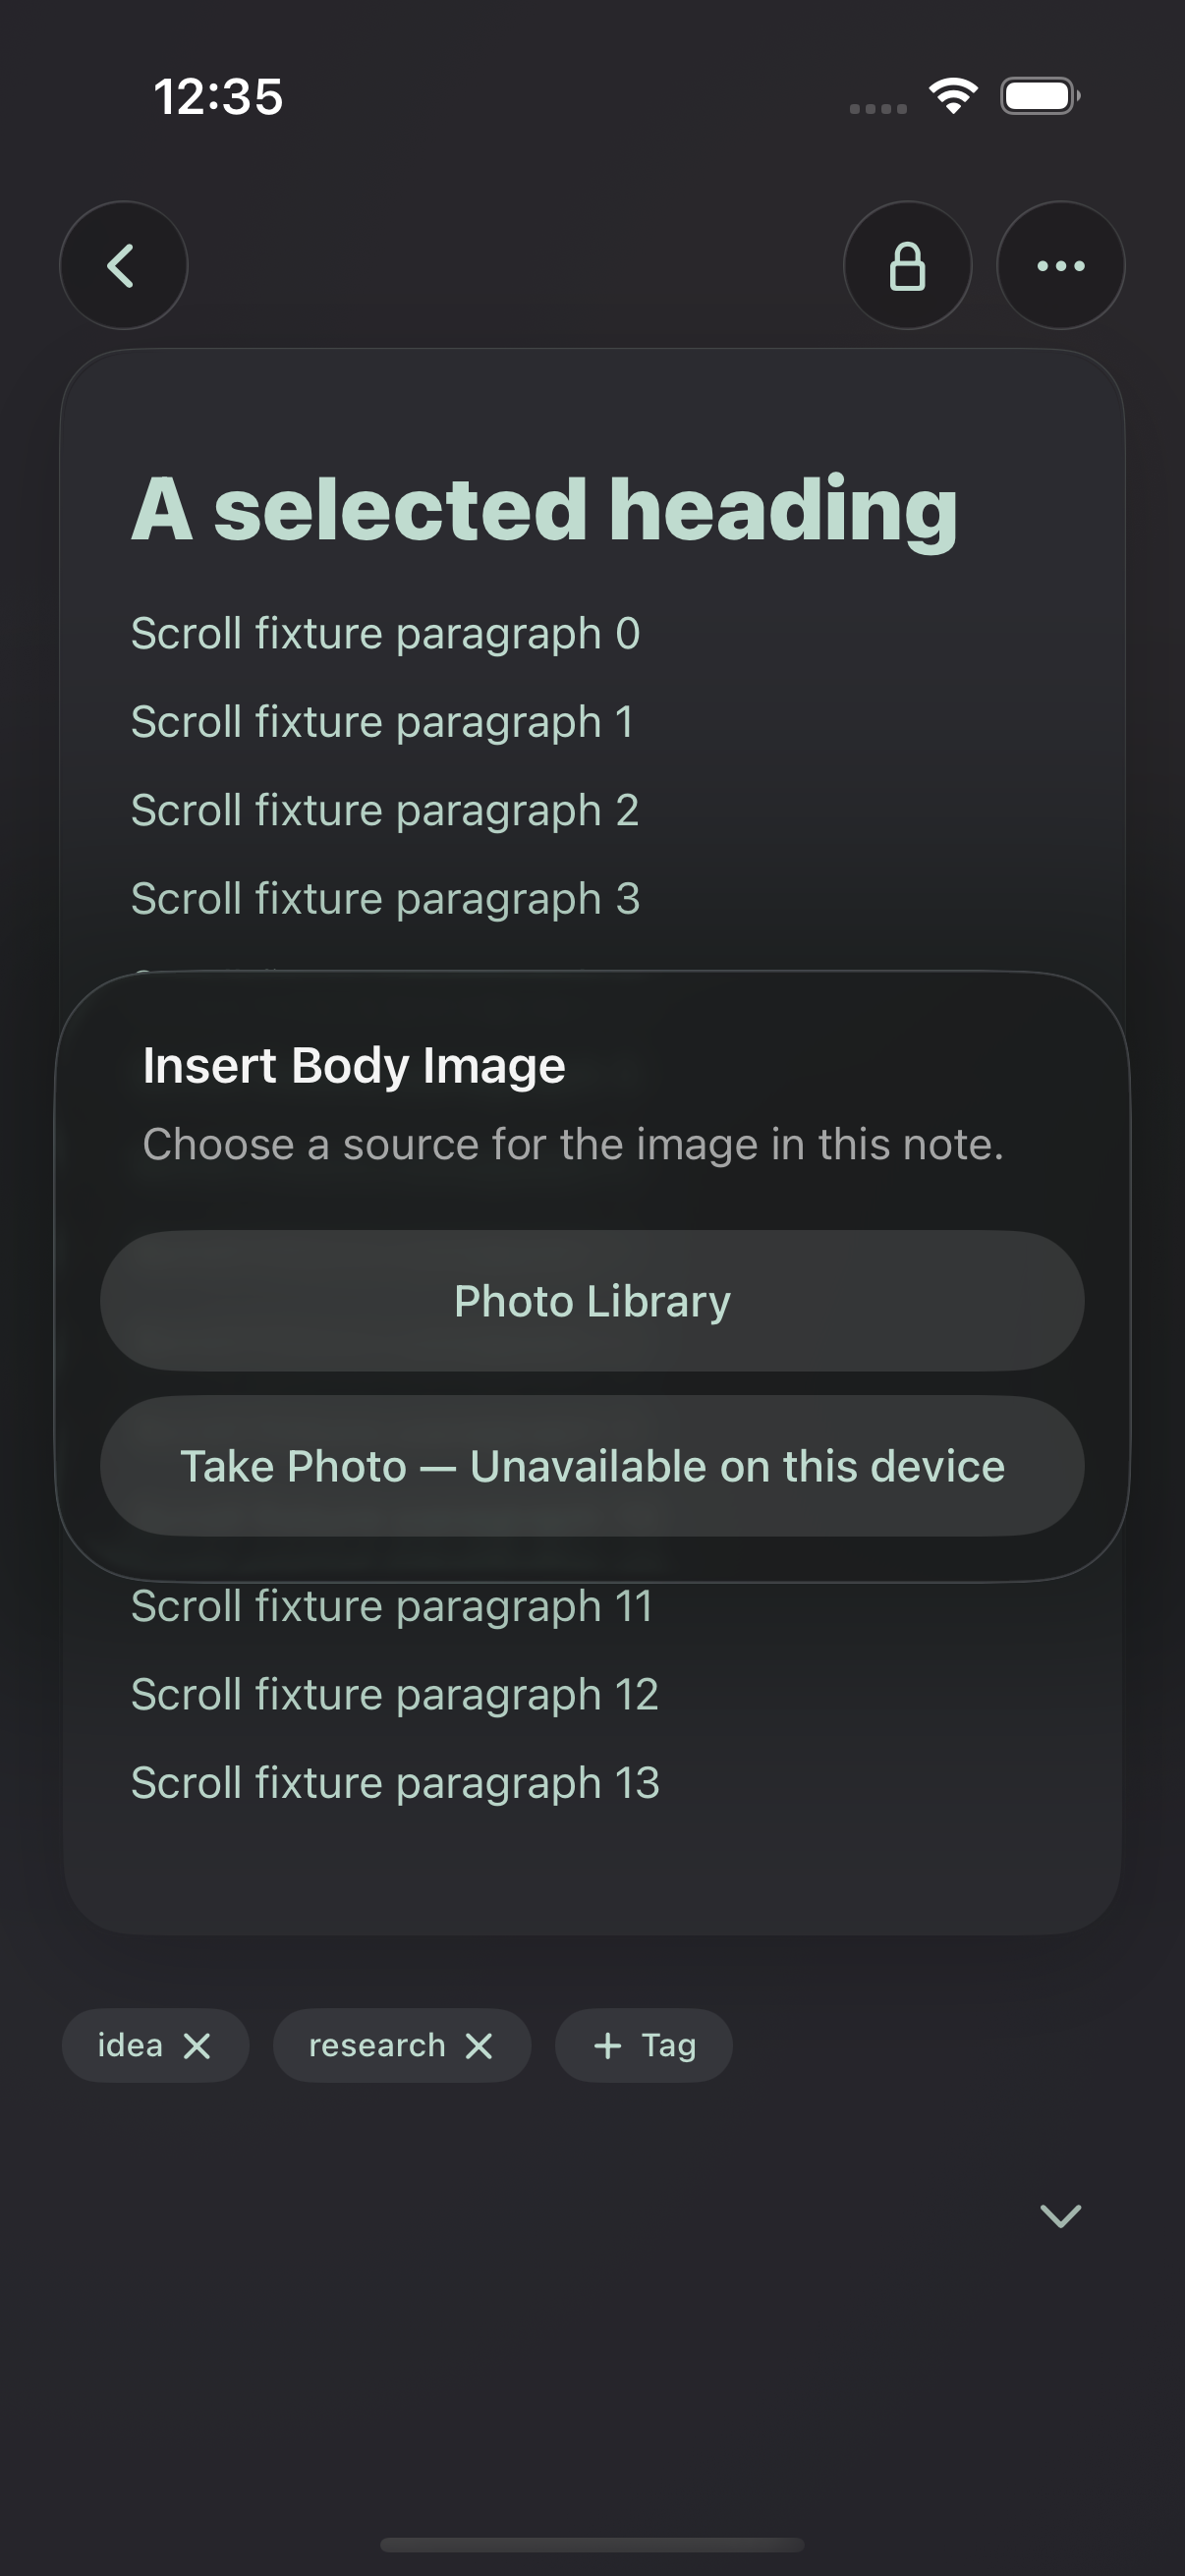 12:35
A selected heading
Scroll fixture paragraph 0
Scroll fixture paragraph 1
Scroll fixture paragraph 2
Scroll fixture paragraph 3
Insert Body Image
Choose a source for the image in this note.
Photo Library
Take Photo — Unavailable on this device
Scroll fixture paragraph 11
Scroll fixture paragraph 12
Scroll fixture paragraph 13
idea
research
+ Tag